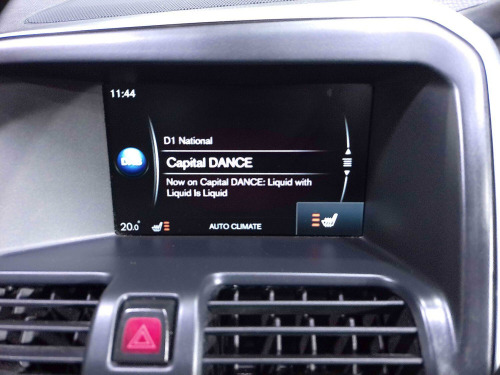 11:44
D1 National
DAB
Capital DANCE
Now on Capital DANCE: Liquid with
Liquid Is Liquid
20.0°
AUTO CLIMATE